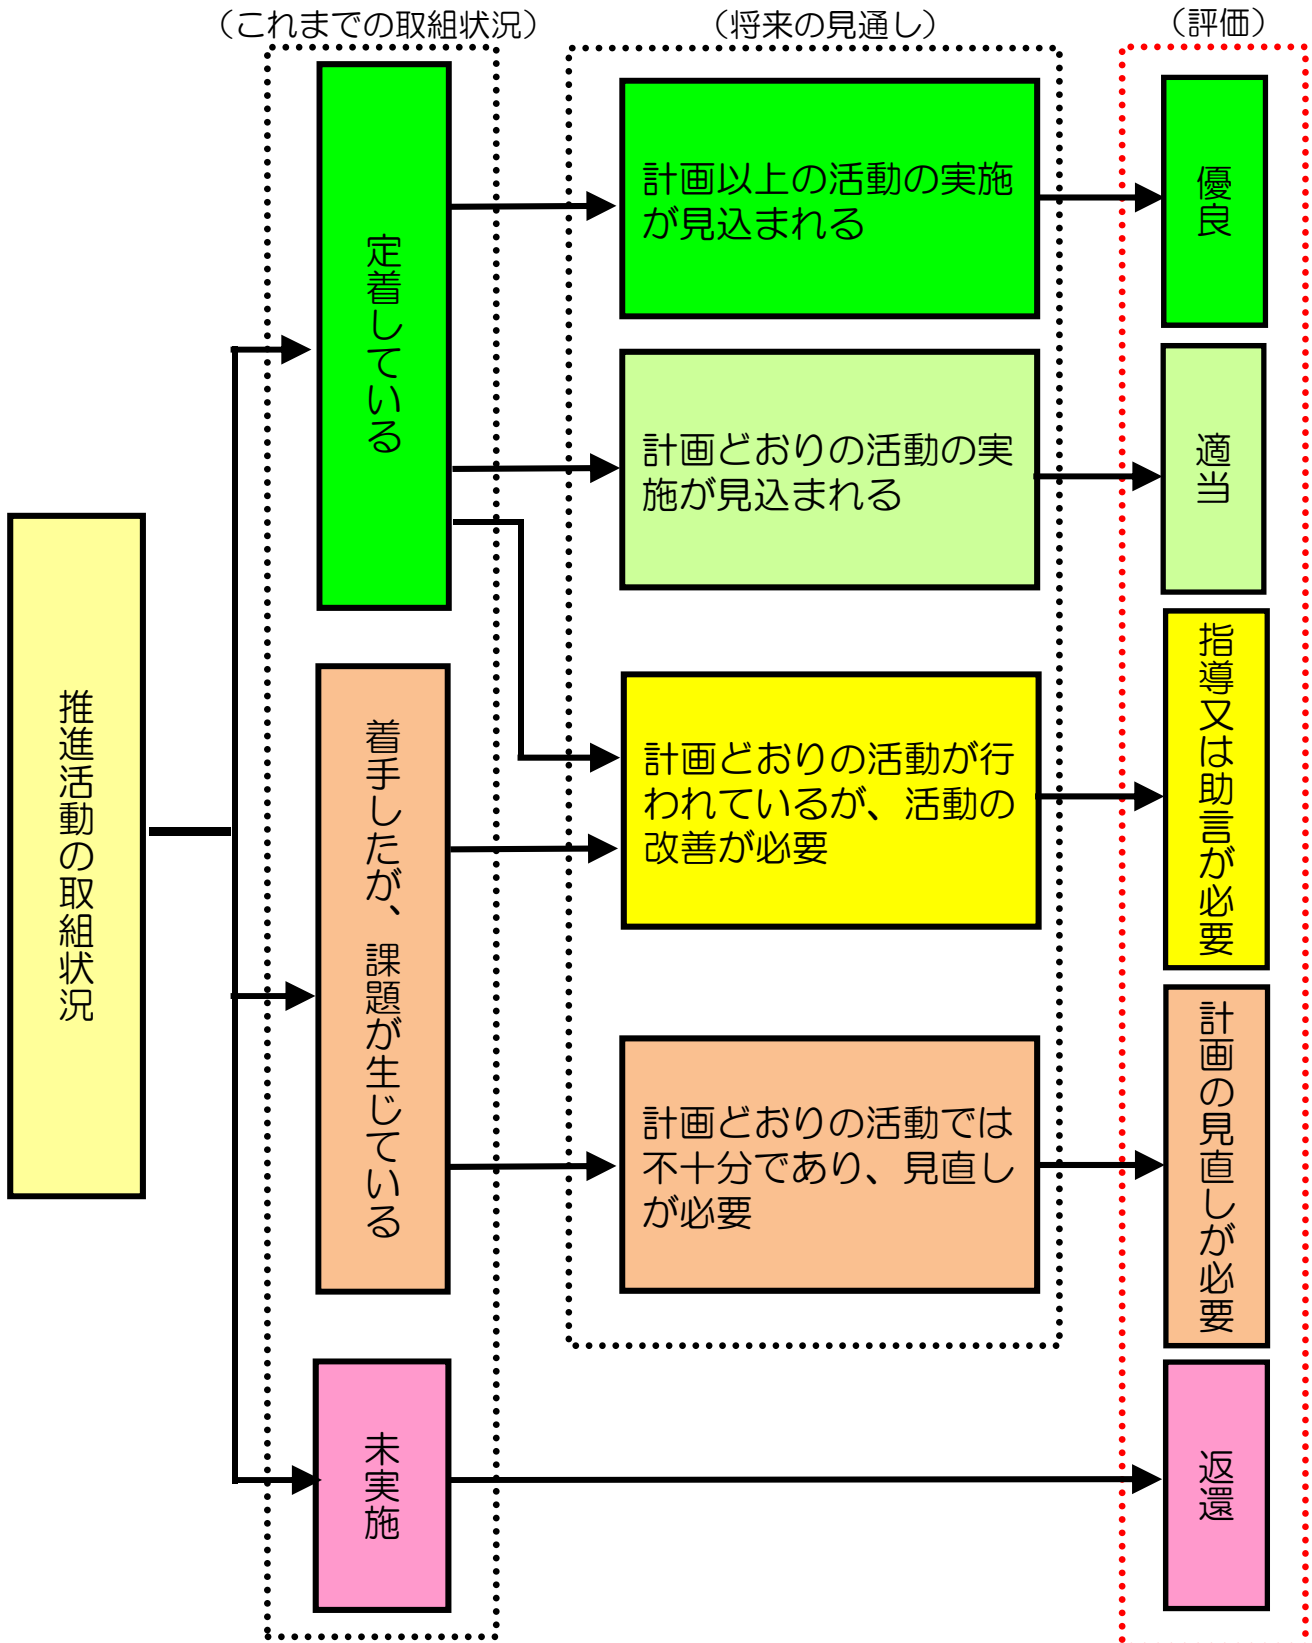 （これまでの取組状況）
（将来の見通し）
（評価）
推進活動の取組状況
定着している
計画以上の活動の実施
が見込まれる
優良
計画どおりの活動の実
施が見込まれる
適当
着手したが、課題が生じている
計画どおりの活動が行
われているが、活動の
改善が必要
指導又は助言が必要
計画どおりの活動では
不十分であり、見直し
が必要
計画の見直しが必要
未実施
返還